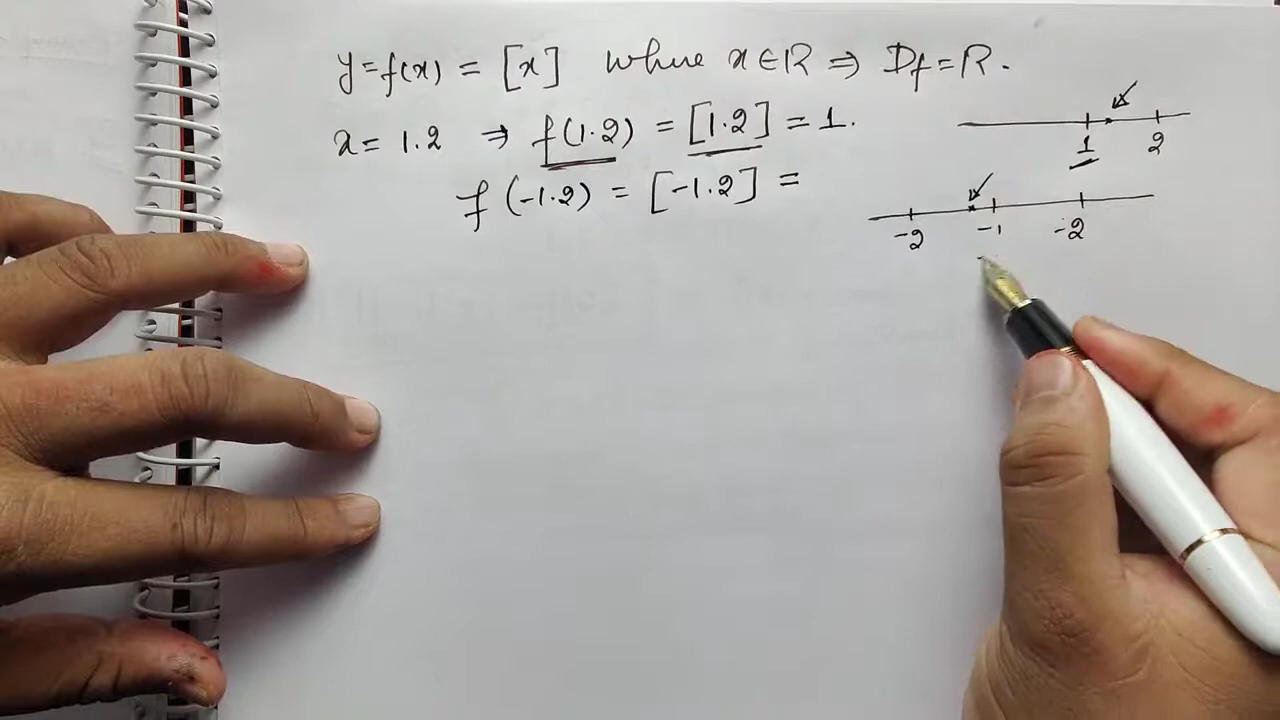 y = f(x) = [x] where x ∈ R ⇒ Df = R.
x = 1.2 ⇒ f(1.2) = [1.2] = 1.
1 2
f(-1.2) = [-1.2] =
-2 -1 -2